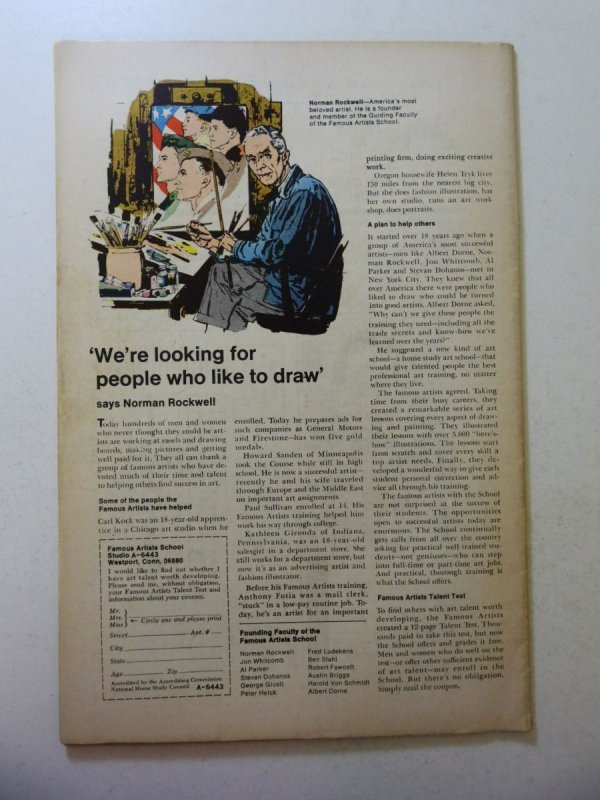 Norman Rockwell—America's most
beloved artist. He is a founder
and member of the Guiding Faculty
of the Famous Artists School.
'We're looking for
people who like to draw'
says Norman Rockwell
Today hundreds of men and women
who never thought they could be art-
ists are working at easels and drawing
boards, making pictures and getting
well paid for it. They all can thank a
group of famous artists who have de-
voted much of their time and talent
to helping others find success in art.
Some of the people the
Famous Artists have helped
Carl Kock was an 18-year-old appren-
tice in a Chicago art studio when he
Famous Artists School
Studio A-6443
Westport, Conn. 06880
I would like to find out whether I
have art talent worth developing.
Please send me, without obligation,
your Famous Artists Talent Test and
information about your courses.
Mr.
Mrs. Circle one and please print
Miss
Street Apt. #
City
State
Age Zip
Accredited by the Accrediting Commission
National Home Study Council A-6443
enrolled. Today he prepares ads for
such companies as General Motors
and Firestone—has won five gold
medals.
Howard Sanden of Minneapolis
took the Course while still in high
school. He is now a successful artist—
recently he and his wife traveled
through Europe and the Middle East
on important art assignments.
Paul Sullivan enrolled at 14. His
Famous Artists training helped him
work his way through college.
Kathleen Gironda of Indiana,
Pennsylvania, was an 18-year-old
salesgirl in a department store. She
still works for a department store, but
now it's as an advertising artist and
fashion illustrator.
Before his Famous Artists training,
Anthony Fotia was a mail clerk,
"stuck" in a low-pay routine job. To-
day, he's an artist for an important
Founding Faculty of the
Famous Artists School
Norman Rockwell
Jon Whitcomb
Al Parker
Stevan Dohanos
George Giusti
Peter Helck
Fred Ludekens
Ben Stahl
Robert Fawcett
Austin Briggs
Harold Von Schmidt
Albert Dorne
printing firm, doing exciting creative
work.
Oregon housewife Helen Tryk lives
150 miles from the nearest big city.
But she does fashion illustration, has
her own studio, runs an art work
shop, does portraits.
A plan to help others
It started over 18 years ago when a
group of America's most successful
artists—men like Albert Dorne, Nor-
man Rockwell, Jon Whitcomb, Al
Parker and Stevan Dohanos—met in
New York City. They knew that all
over America there were people who
liked to draw who could be turned
into good artists. Albert Dorne asked,
"Why can't we give these people the
training they need—including all the
trade secrets and know-how we've
learned over the years?"
He suggested a new kind of art
school—a home study art school—that
would give talented people the best
professional art training, no matter
where they live.
The famous artists agreed. Taking
time from their busy careers, they
created a remarkable series of art
lessons covering every aspect of draw-
ing and painting. They illustrated
their lessons with over 5,000 "here's-
how" illustrations. The lessons start
from scratch and cover every skill a
top artist needs. Finally, they de-
veloped a wonderful way to give each
student personal correction and ad-
vice all through his training.
The famous artists with the School
are not surprised at the success of
their students. The opportunities
open to successful artists today are
enormous. The School continually
gets calls from all over the country
asking for practical well-trained stu-
dents—not geniuses—who can step
into full-time or part-time art jobs.
And practical, thorough training is
what the School offers.
Famous Artists Talent Test
To find others with art talent worth
developing, the Famous Artists
created a 12-page Talent Test. Thou-
sands paid to take this test, but now
the School offers and grades it free.
Men and women who do well on the
test—or offer other sufficient evidence
of art talent—may enroll in the
School. But there's no obligation.
Simply mail the coupon.